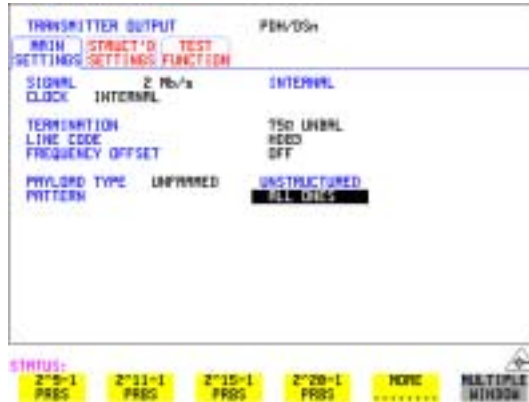 TRANSMITTER OUTPUT PDH/DSn
MAIN SETTINGS STRUCT'D SETTINGS TEST FUNCTION
SIGNAL 2 Mb/s INTERNAL
CLOCK INTERNAL
TERMINATION 75Ω UNBAL
LINE CODE HDB3
FREQUENCY OFFSET OFF
PAYLOAD TYPE UNFRAMED UNSTRUCTURED
PATTERN ALL ONES
STATUS:
2^9-1 PRBS 2^11-1 PRBS 2^15-1 PRBS 2^20-1 PRBS MORE ........ MULTIPLE WINDOW